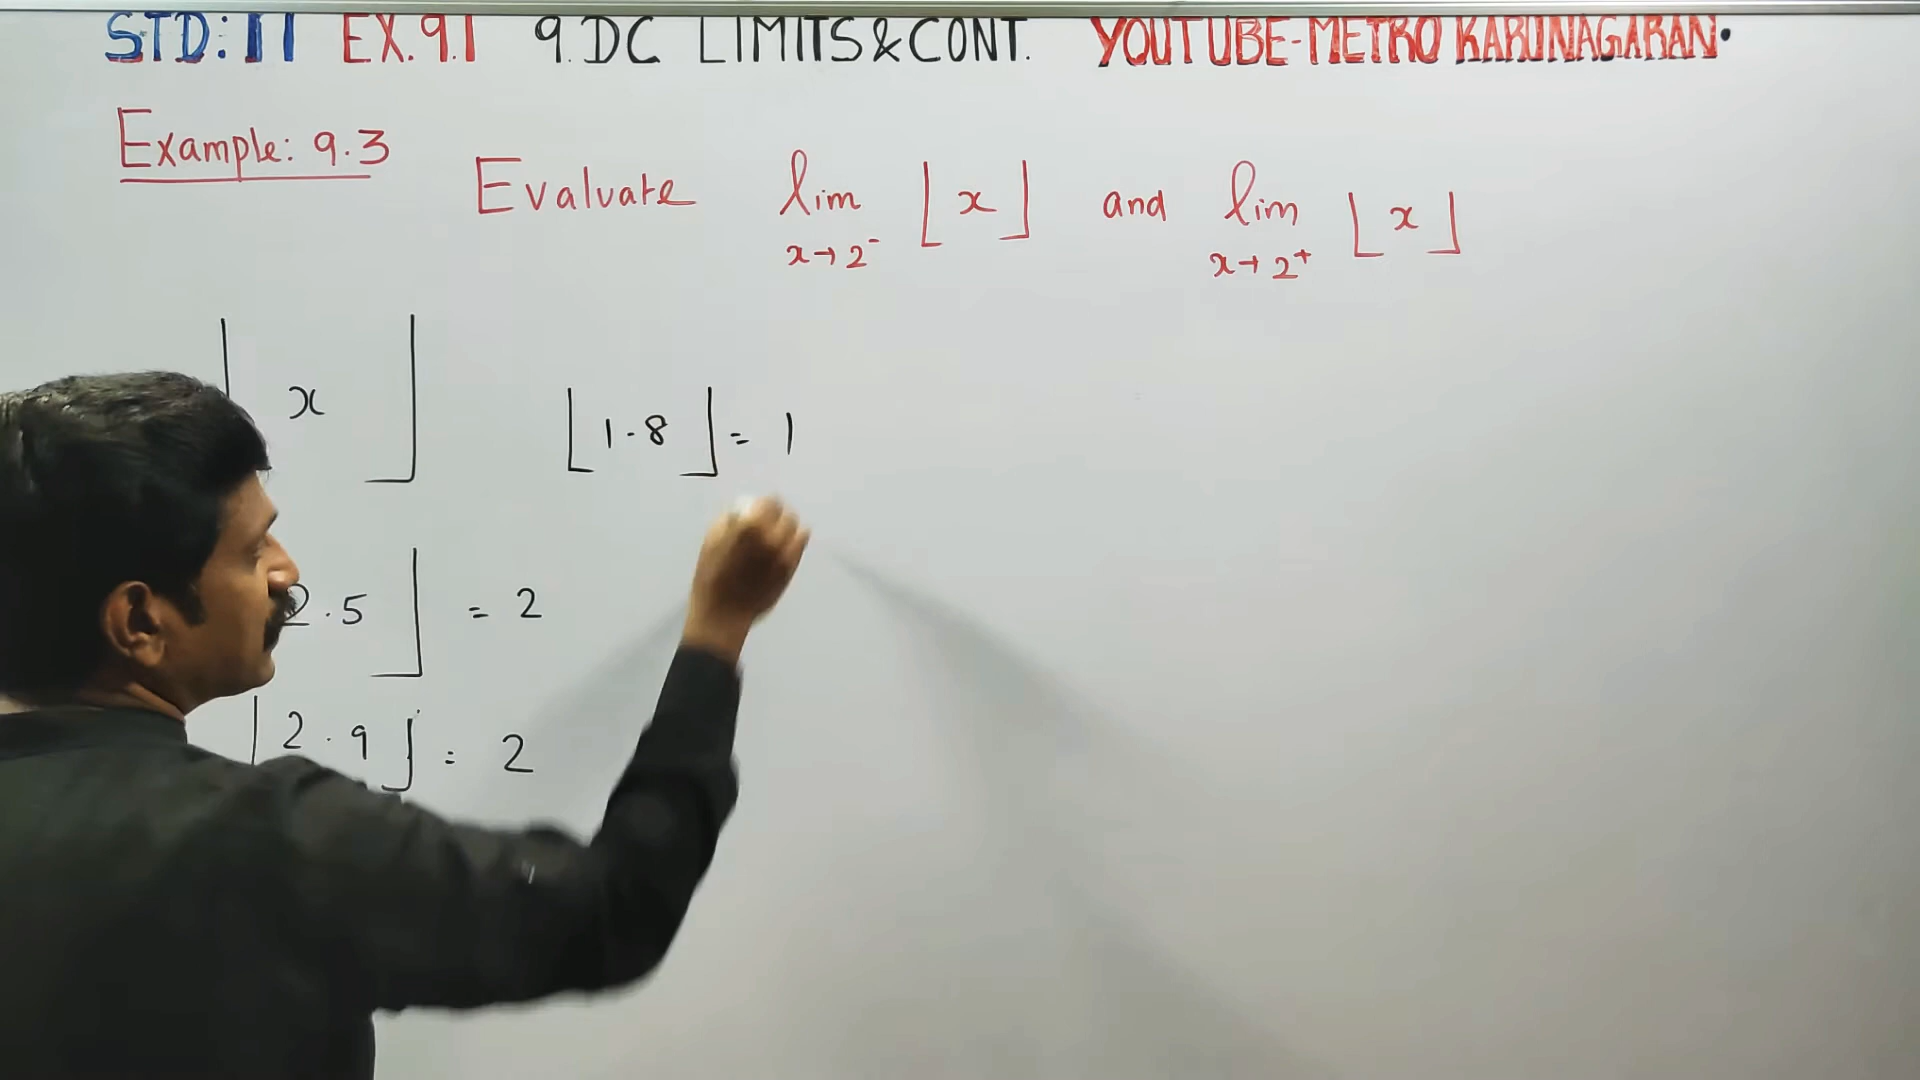 STD: 11 EX. 9.1 9. DC LIMITS & CONT. YOUTUBE-METRO KARUNAGARAN.
Example: 9.3
Evaluate lim x→2⁻ ⌊x⌋ and lim x→2⁺ ⌊x⌋
x⌋
⌊1.8⌋ = 1
2.5⌋ = 2
⌊2.9⌋ = 2